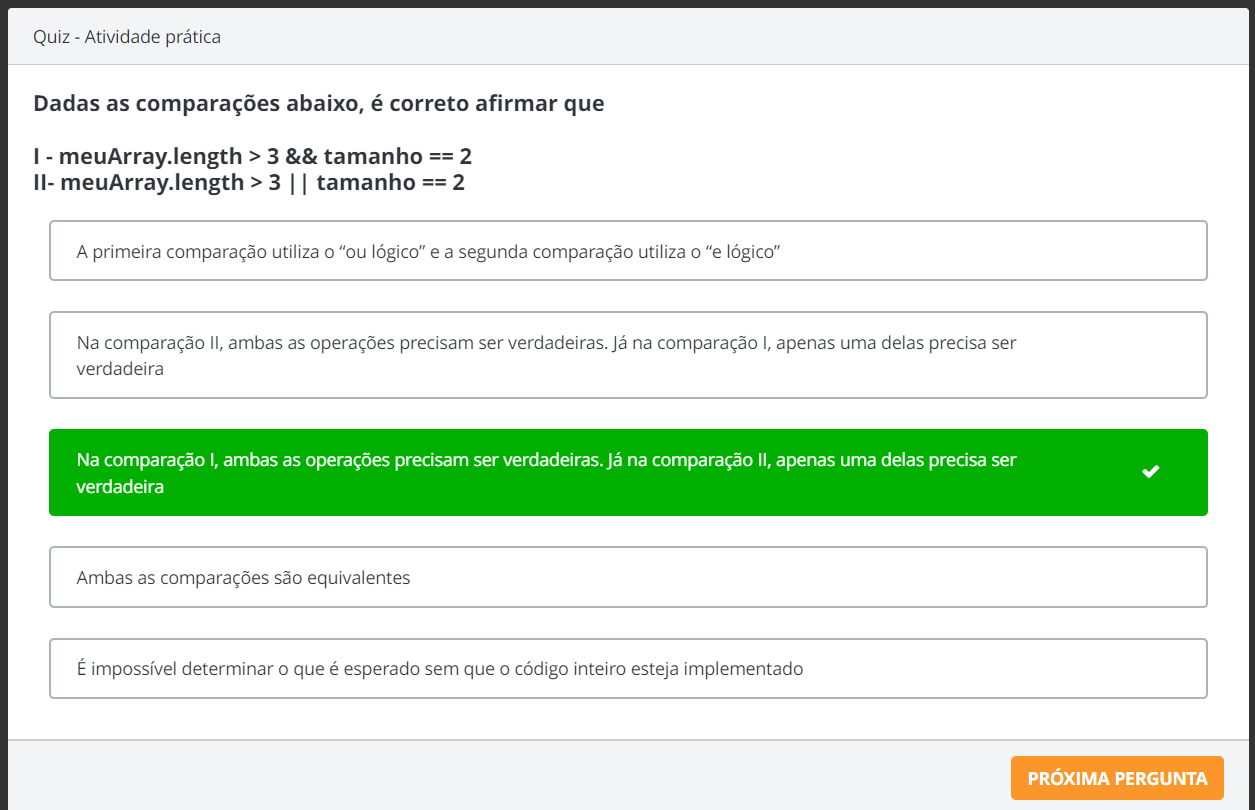 Quiz - Atividade prática
Dadas as comparações abaixo, é correto afirmar que
I - meuArray.length > 3 && tamanho == 2
II- meuArray.length > 3 || tamanho == 2
A primeira comparação utiliza o “ou lógico” e a segunda comparação utiliza o “e lógico”
Na comparação II, ambas as operações precisam ser verdadeiras. Já na comparação I, apenas uma delas precisa ser
verdadeira
Na comparação I, ambas as operações precisam ser verdadeiras. Já na comparação II, apenas uma delas precisa ser
verdadeira
Ambas as comparações são equivalentes
É impossível determinar o que é esperado sem que o código inteiro esteja implementado
PRÓXIMA PERGUNTA